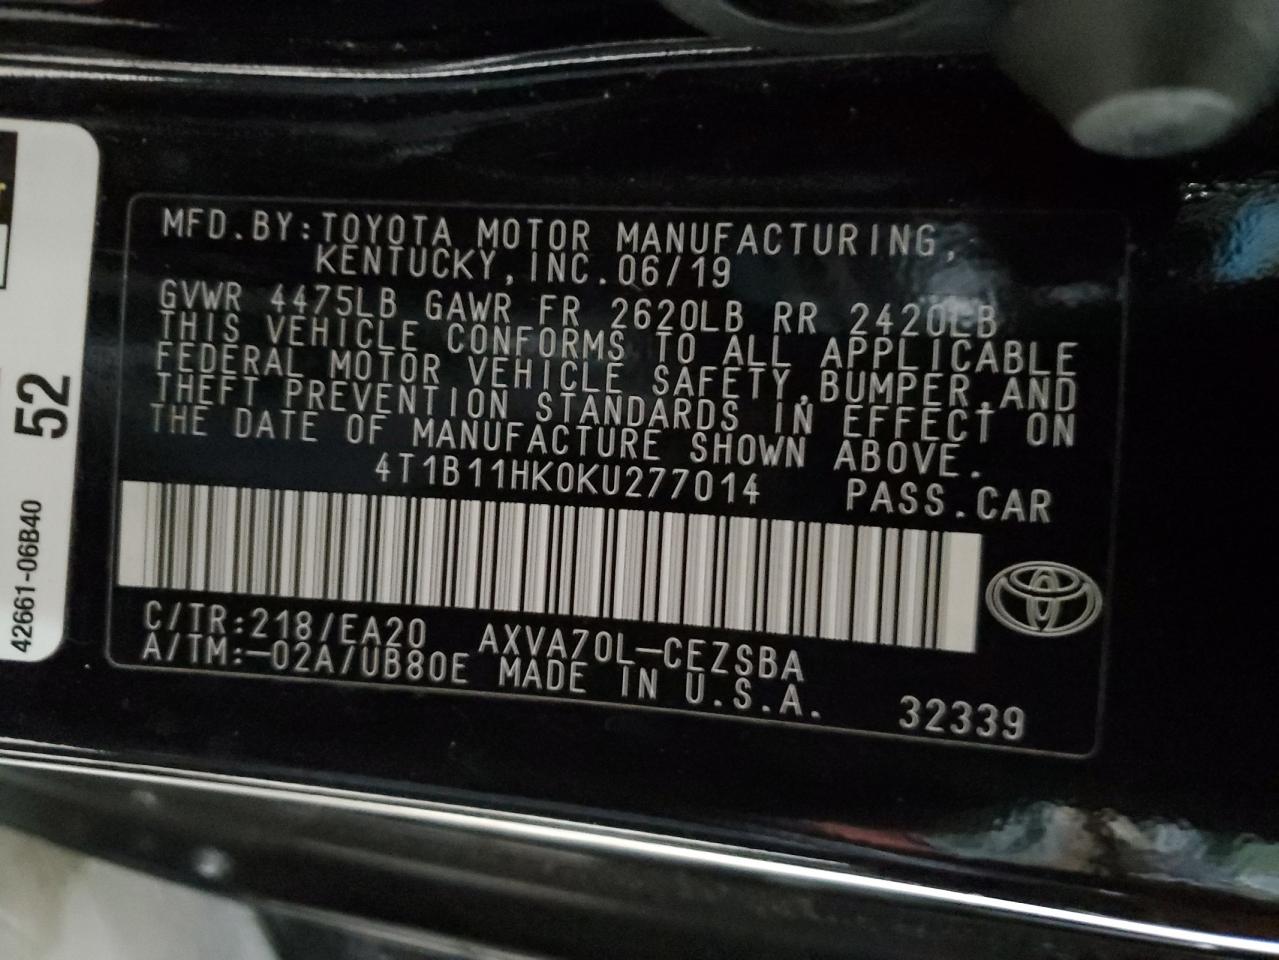 MFD.BY:TOYOTA MOTOR MANUFACTURING,
KENTUCKY,INC.06/19
GVWR 4475LB GAWR FR 2620LB RR 2420LB
THIS VEHICLE CONFORMS TO ALL APPLICABLE
FEDERAL MOTOR VEHICLE SAFETY,BUMPER,AND
THEFT PREVENTION STANDARDS IN EFFECT ON
THE DATE OF MANUFACTURE SHOWN ABOVE.
4T1B11HK0KU277014 PASS.CAR
C/TR:218/EA20 AXVA70L-CEZSBA
A/TM:-02A/UB80E MADE IN U.S.A.
32339
52
42661-06B40